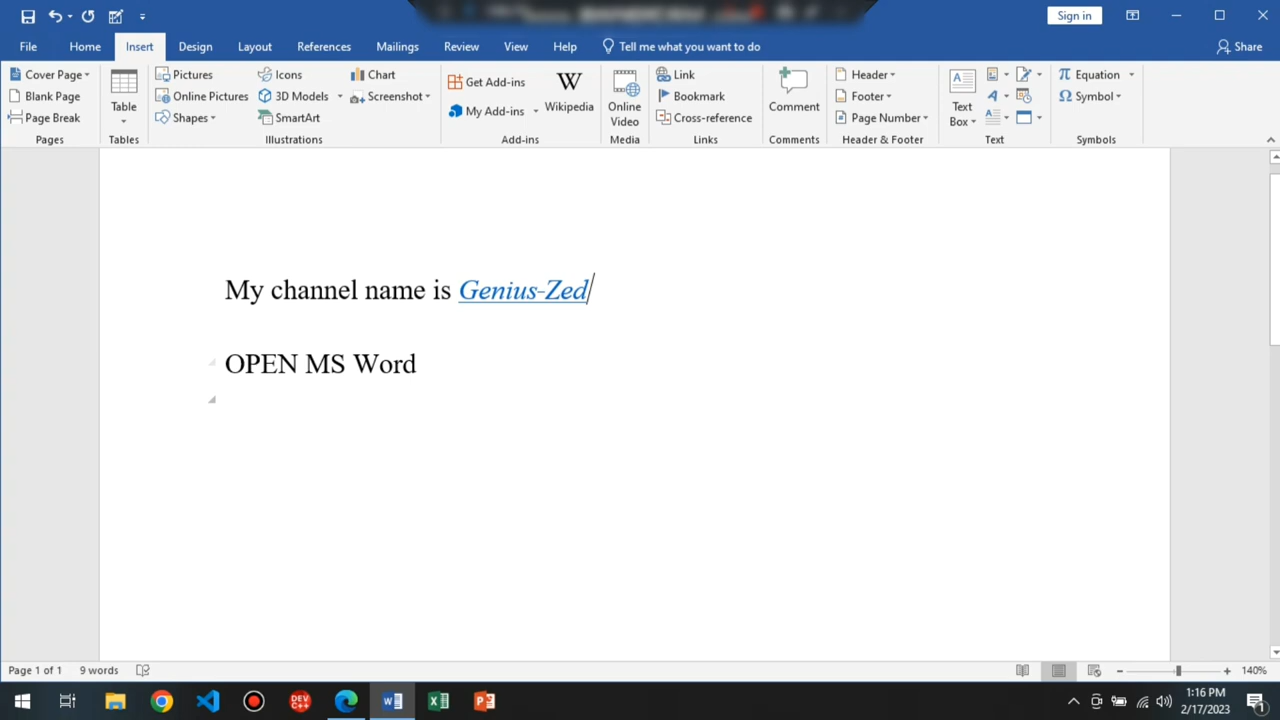 Sign in
File Home Insert Design Layout References Mailings Review View Help Tell me what you want to do Share
Cover Page Pictures Icons Chart Get Add-ins Link Header Equation
Blank Page Online Pictures 3D Models Screenshot Bookmark Footer Symbol
Page Break Shapes SmartArt My Add-ins Cross-reference Page Number
Table Wikipedia Online Video Comment Text Box
Pages Tables Illustrations Add-ins Media Links Comments Header & Footer Text Symbols
My channel name is Genius-Zed
OPEN MS Word
Page 1 of 1 9 words 140%
DEV C++
1:16 PM
2/17/2023
1